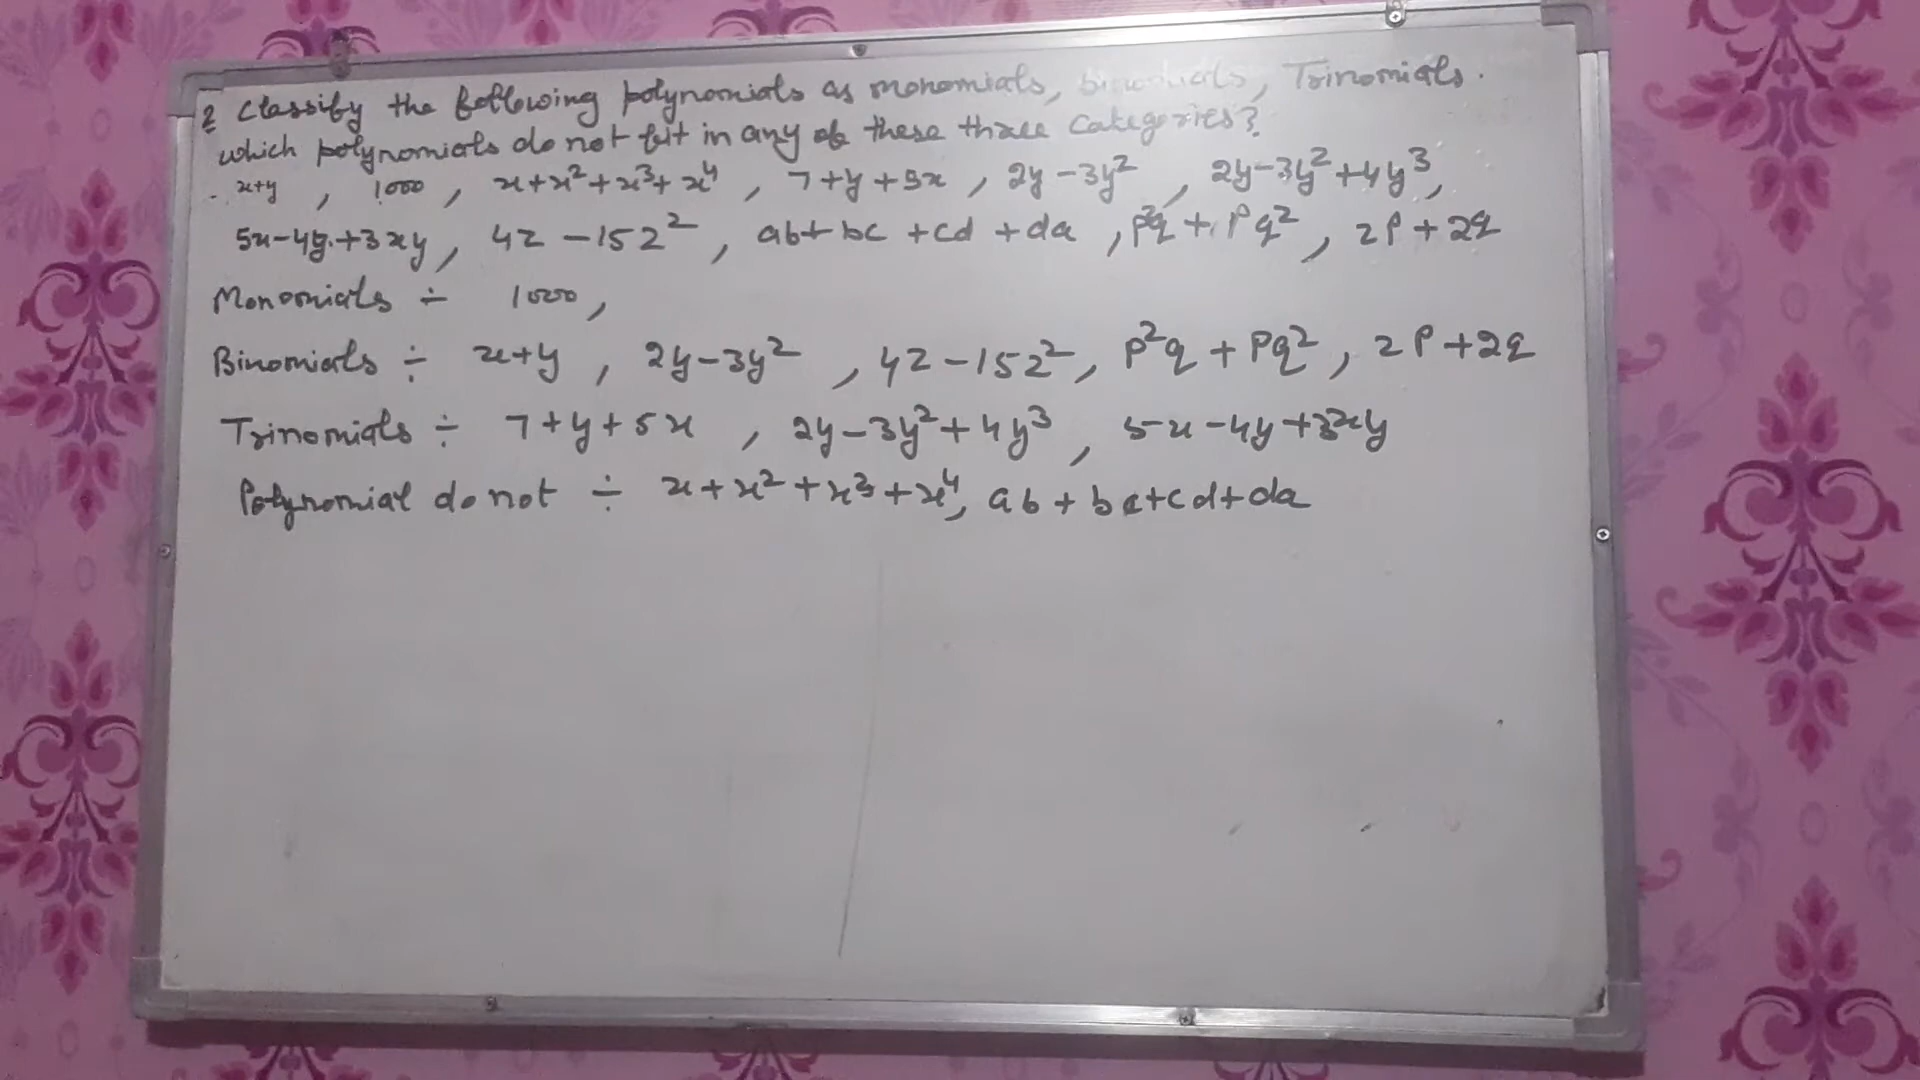 2 Classify the following polynomials as monomials, binomials, Trinomials.
which polynomials do not fit in any of these three categories?
x+y, 1000, x+x²+x³+x⁴, 7+y+5x, 2y-3y², 2y-3y²+4y³,
5x-4y+3xy, 4z-15z², ab+bc+cd+da, p²q+pq², 2p+2q
Monomials ÷ 1000,
Binomials ÷ x+y, 2y-3y², 4z-15z², p²q+pq², 2p+2q
Trinomials ÷ 7+y+5x, 2y-3y²+4y³, 5x-4y+3xy
Polynomial do not ÷ x+x²+x³+x⁴, ab+bc+cd+da